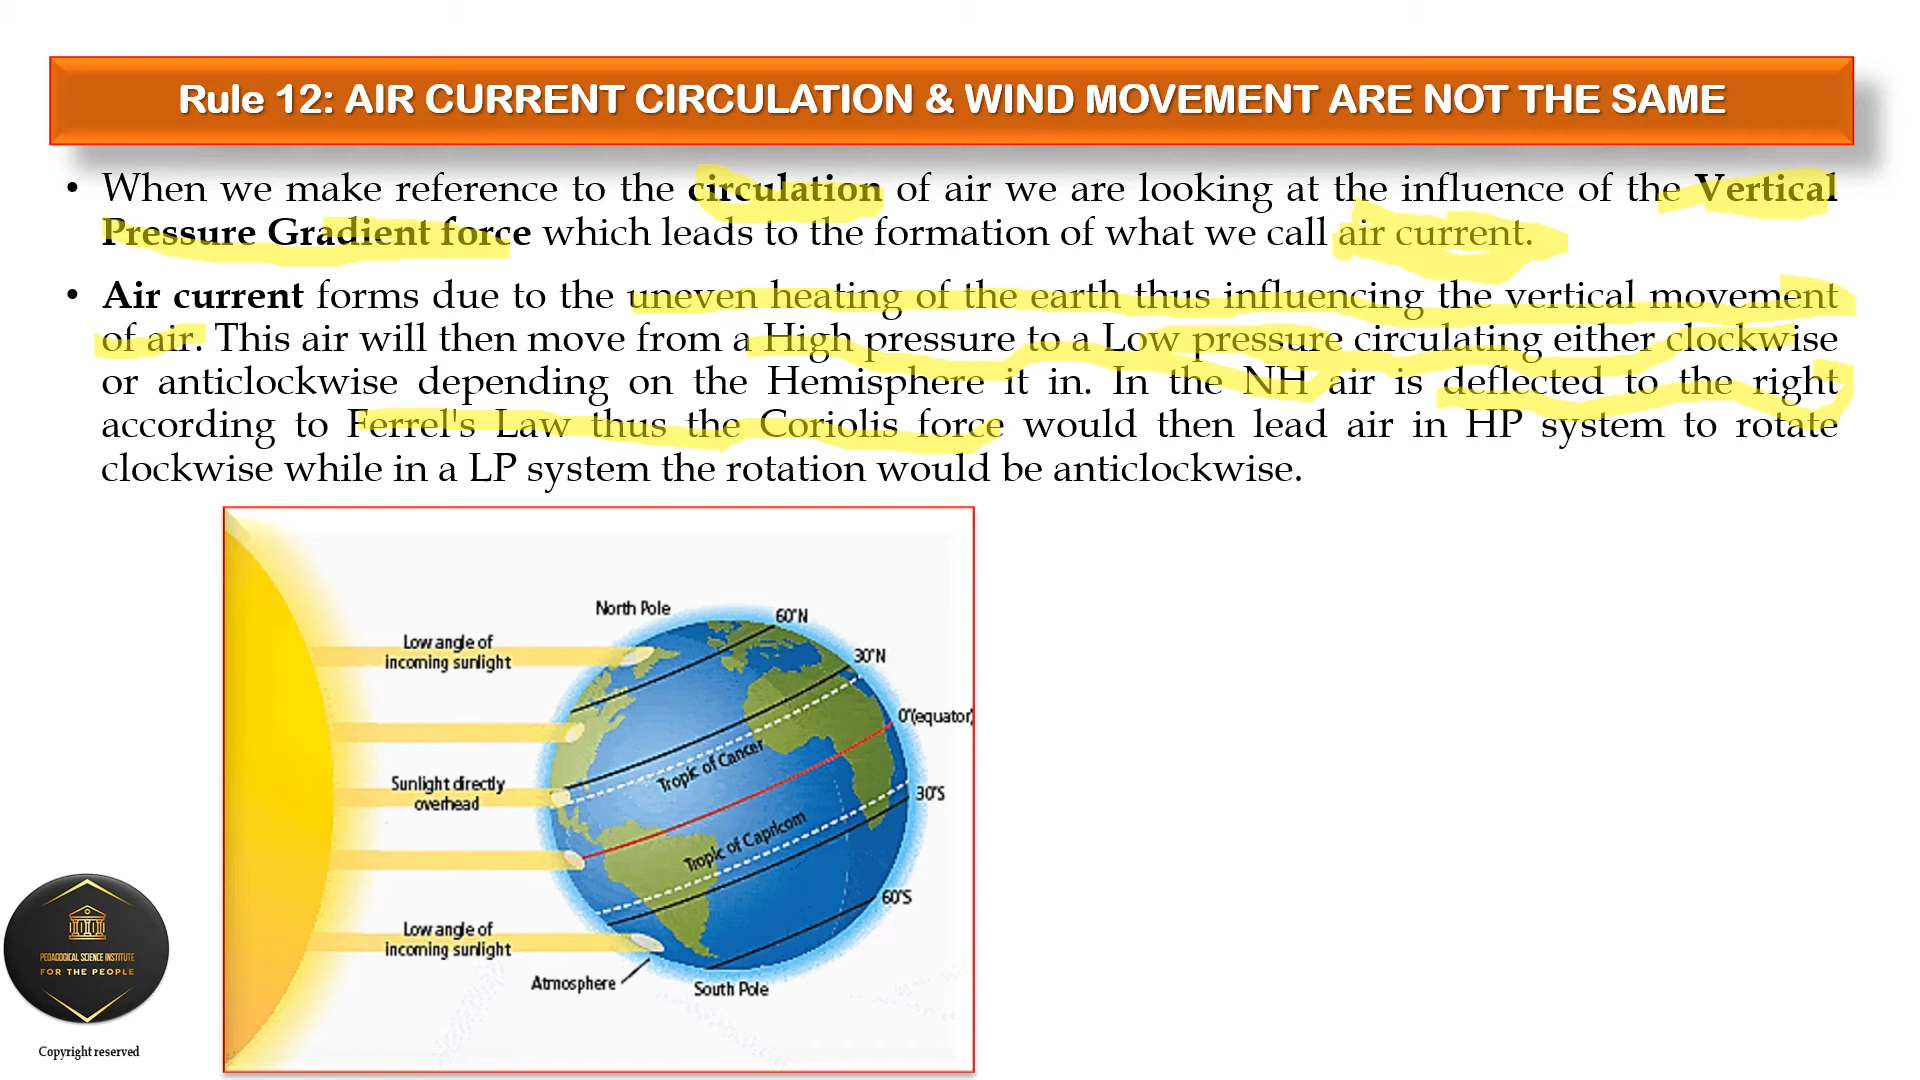 Rule 12: AIR CURRENT CIRCULATION & WIND MOVEMENT ARE NOT THE SAME
• When we make reference to the circulation of air we are looking at the influence of the Vertical
Pressure Gradient force which leads to the formation of what we call air current.
• Air current forms due to the uneven heating of the earth thus influencing the vertical movement
of air. This air will then move from a High pressure to a Low pressure circulating either clockwise
or anticlockwise depending on the Hemisphere it in. In the NH air is deflected to the right
according to Ferrel's Law thus the Coriolis force would then lead air in HP system to rotate
clockwise while in a LP system the rotation would be anticlockwise.
North Pole
60°N
Low angle of
incoming sunlight
30°N
0°(equator)
Tropic of Cancer
Sunlight directly
overhead
30°S
Tropic of Capricorn
60°S
Low angle of
incoming sunlight
Atmosphere
South Pole
PEDAGOGICAL SCIENCE INSTITUTE
FOR THE PEOPLE
Copyright reserved